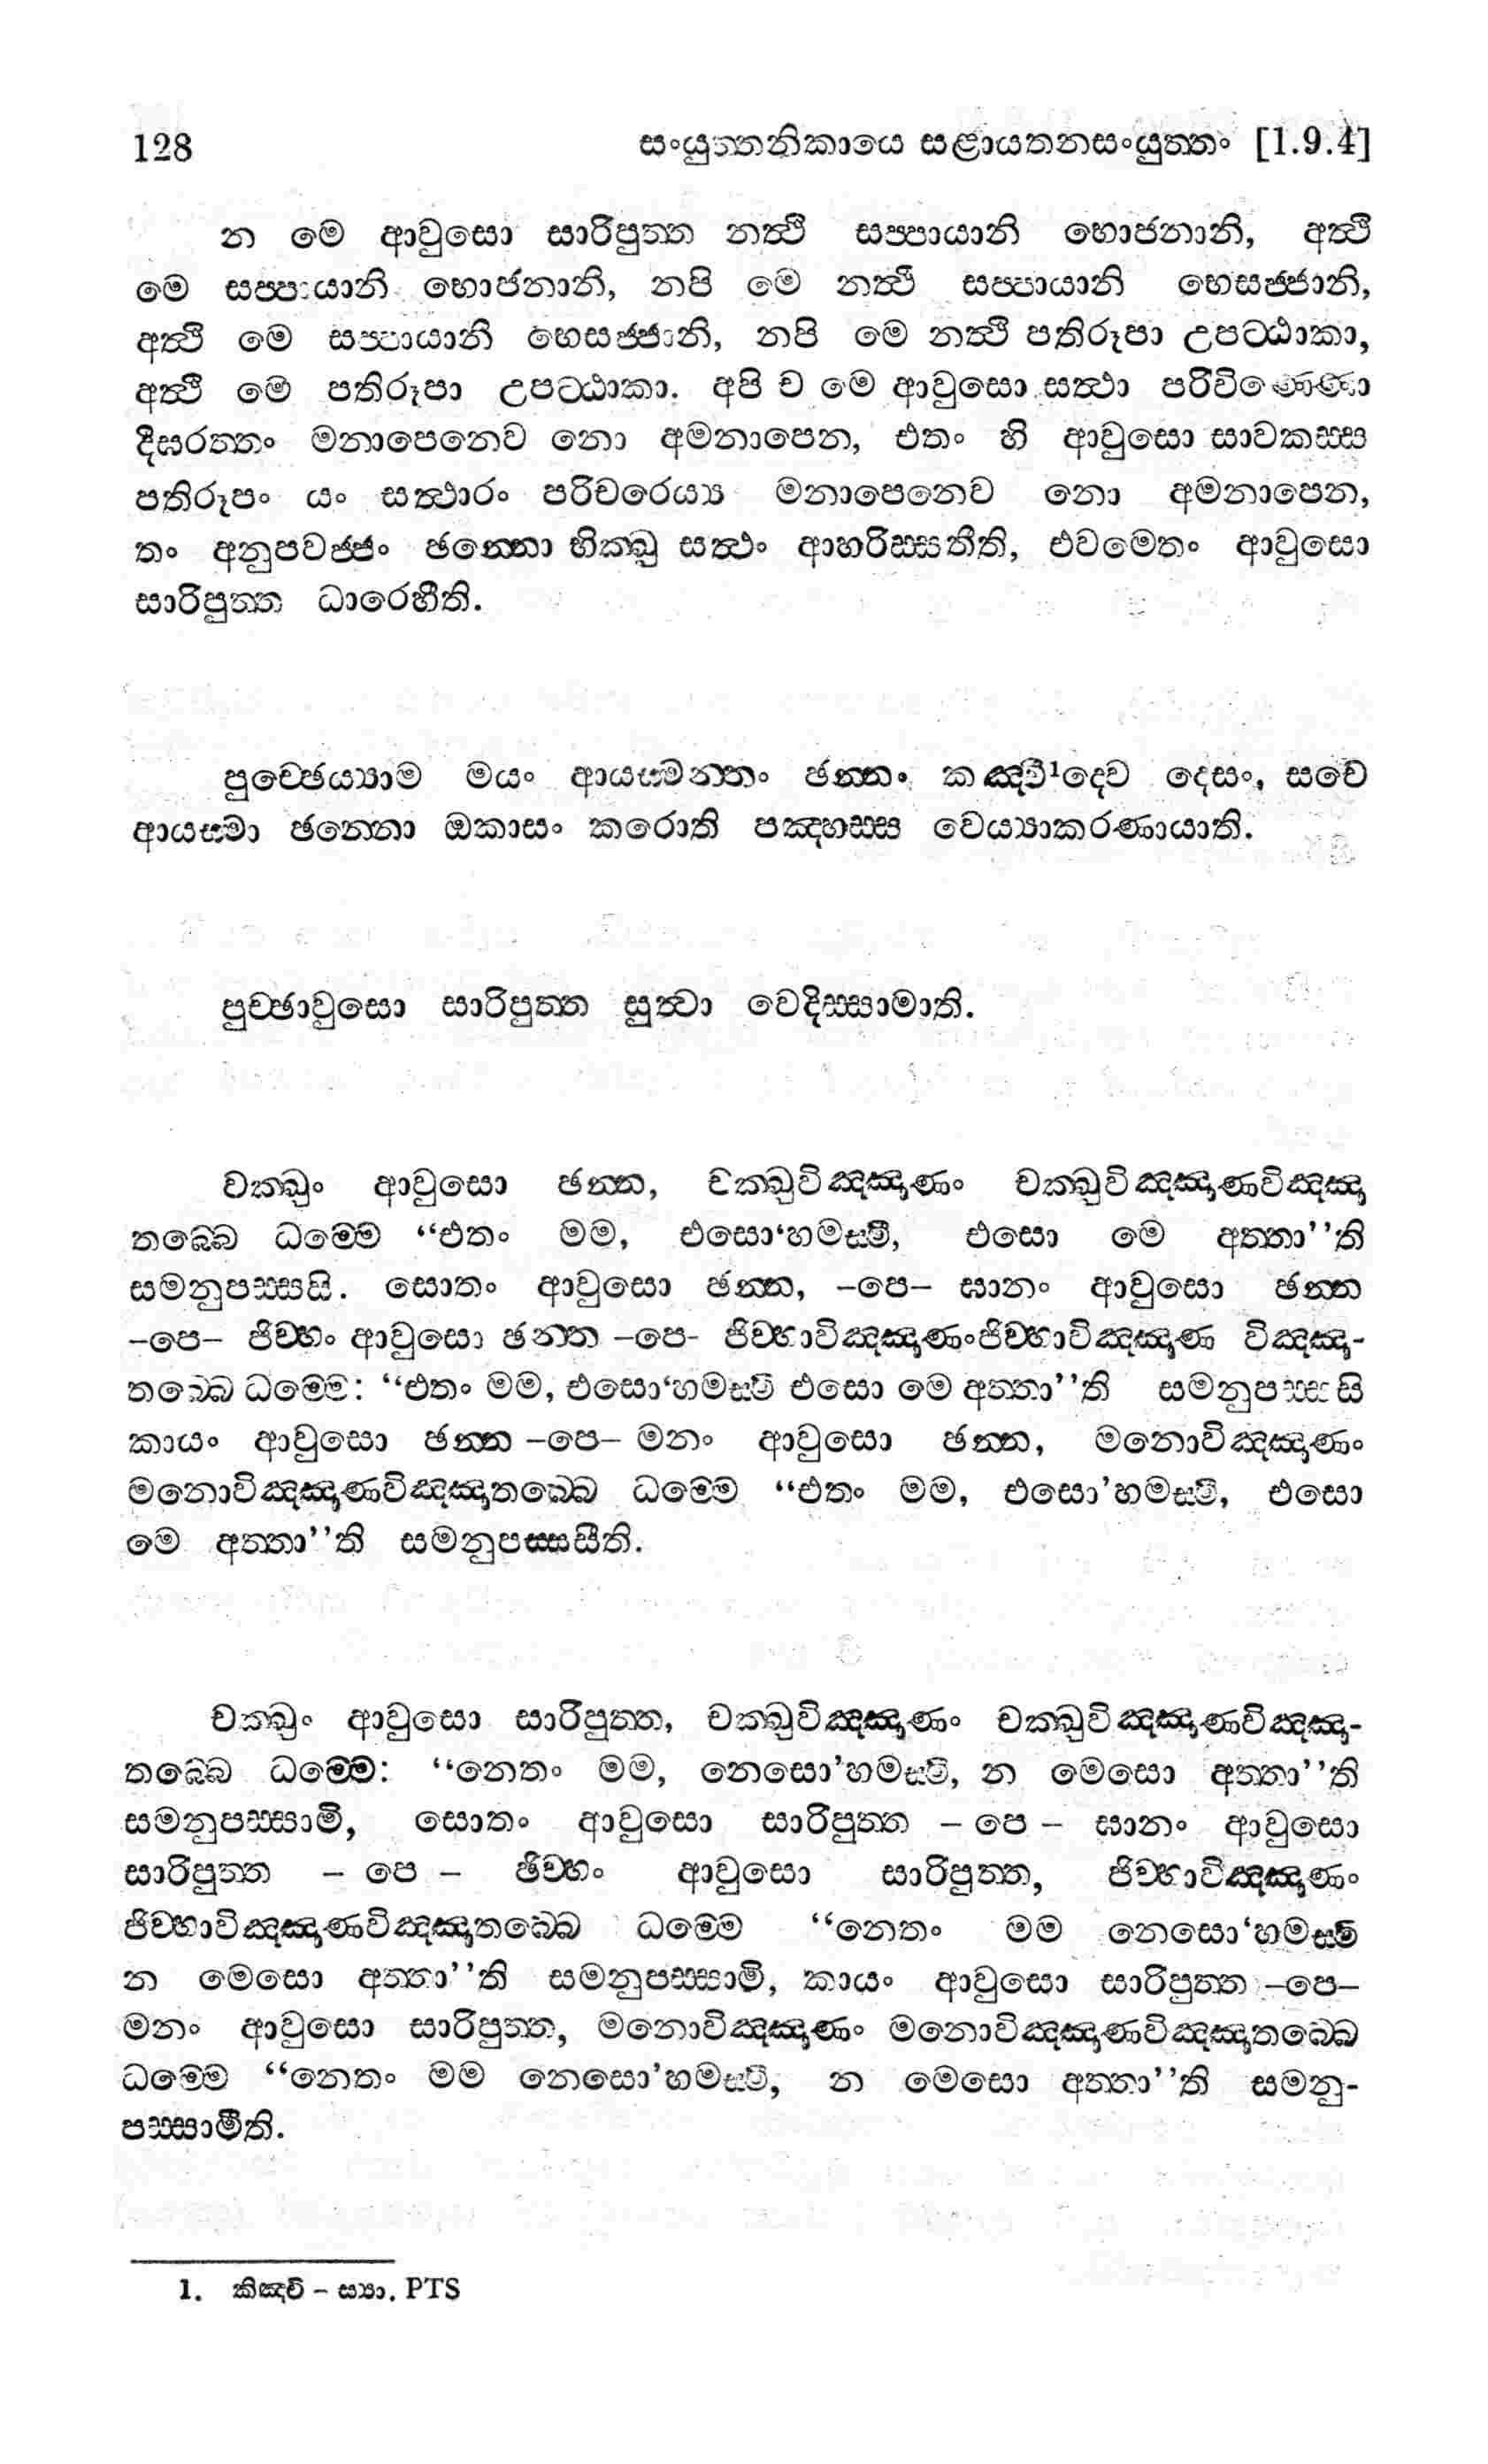 128 සංයුත්තනිකායෙ සළායතනසංයුත්තං [1.9.4]
න මෙ ආවුසො සාරිපුත්ත නත්ථි සප්පායානි භොජනානි, අත්ථි
මෙ සප්පායානි භොජනානි, නපි මෙ නත්ථි සප්පායානි භෙසජ්ජානි,
අත්ථි මෙ සප්පායානි භෙසජ්ජානි, නපි මෙ නත්ථි පතිරූපා උපට්ඨාකා,
අත්ථි මෙ පතිරූපා උපට්ඨාකා. අපි ච මෙ ආවුසො සත්ථා පරිචිණ්ණො
දීඝරත්තං මනාපෙනෙව නො අමනාපෙන, එතං හි ආවුසො සාවකස්ස
පතිරූපං යං සත්ථාරං පරිචරෙය්‍ය මනාපෙනෙව නො අමනාපෙන,
තං අනුපවජ්ජං ඡන්නො භික්ඛු සත්ථං ආහරිස්සතීති, එවමෙතං ආවුසො
සාරිපුත්ත ධාරෙහීති.
පුච්ඡෙය්‍යාම මයං ආයස්මන්තං ඡන්නං කඤ්චි¹දෙව දෙසං, සචෙ
ආයස්මා ඡන්නො ඔකාසං කරොති පඤ්හස්ස වෙය්‍යාකරණායාති.
පුච්ඡාවුසො සාරිපුත්ත සුත්වා වෙදිස්සාමාති.
චක්ඛුං ආවුසො ඡන්න, චක්ඛුවිඤ්ඤාණං චක්ඛුවිඤ්ඤාණවිඤ්ඤා
තබ්බෙ ධම්මෙ “එතං මම, එසො‘හමස්මී, එසො මෙ අත්තා’’ති
සමනුපස්සසි. සොතං ආවුසො ඡන්න, –පෙ– ඝානං ආවුසො ඡන්න
–පෙ– ජිව්හං ආවුසො ඡන්න –පෙ- ජිව්හාවිඤ්ඤාණංජිව්හාවිඤ්ඤාණ විඤ්ඤා-
තබ්බෙ ධම්මෙ: “එතං මම, එසො‘හමස්මි එසො මෙ අත්තා’’ති සමනුපස්සසි
කායං ආවුසො ඡන්න –පෙ– මනං ආවුසො ඡන්න, මනොවිඤ්ඤාණං
මනොවිඤ්ඤාණවිඤ්ඤාතබ්බෙ ධම්මෙ “එතං මම, එසො’හමස්මි, එසො
මෙ අත්තා’’ති සමනුපස්සසීති.
චක්ඛුං ආවුසො සාරිපුත්ත, චක්ඛුවිඤ්ඤාණං චක්ඛුවිඤ්ඤාණවිඤ්ඤා-
තබ්බෙ ධම්මෙ: “නෙතං මම, නෙසො’හමස්මි, න මෙසො අත්තා’’ති
සමනුපස්සාමි, සොතං ආවුසො සාරිපුත්ත – පෙ – ඝානං ආවුසො
සාරිපුත්ත – පෙ – ජිව්හං ආවුසො සාරිපුත්ත, ජිව්හාවිඤ්ඤාණං
ජිව්හාවිඤ්ඤාණවිඤ්ඤාතබ්බෙ ධම්මෙ “නෙතං මම නෙසො‘හමස්මි
න මෙසො අත්තා’’ති සමනුපස්සාමි, කායං ආවුසො සාරිපුත්ත –පෙ–
මනං ආවුසො සාරිපුත්ත, මනොවිඤ්ඤාණං මනොවිඤ්ඤාණවිඤ්ඤාතබ්බෙ
ධම්මෙ “නෙතං මම නෙසො’හමස්මි, න මෙසො අත්තා’’ති සමනු-
පස්සාමීති.
1. කිඤ්චි – ස්‍යා. PTS